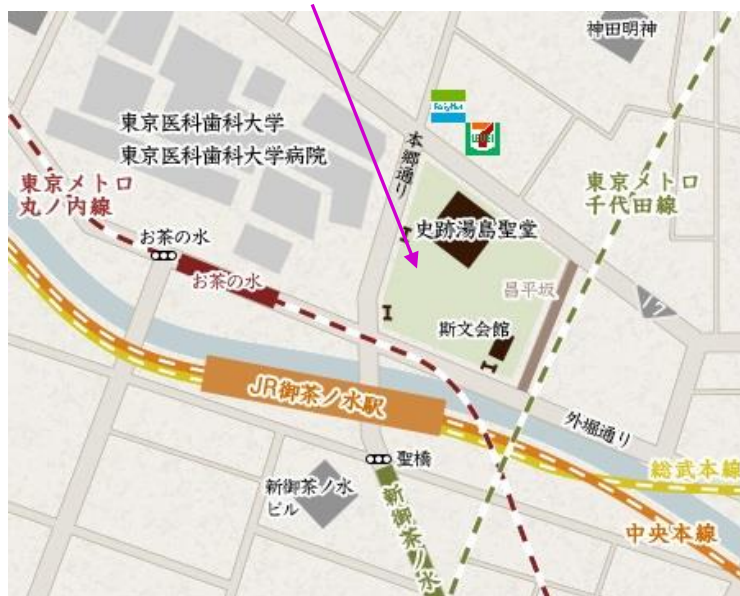 神田明神
FamilyMart
東京医科歯科大学
東京医科歯科大学病院
本郷通り
東京メトロ
丸ノ内線
東京メトロ
千代田線
史跡湯島聖堂
お茶の水
お茶の水
昌平坂
17
斯文会館
JR御茶ノ水駅
外堀通り
聖橋
総武本線
新御茶ノ水
ビル
新御茶ノ水
中央本線